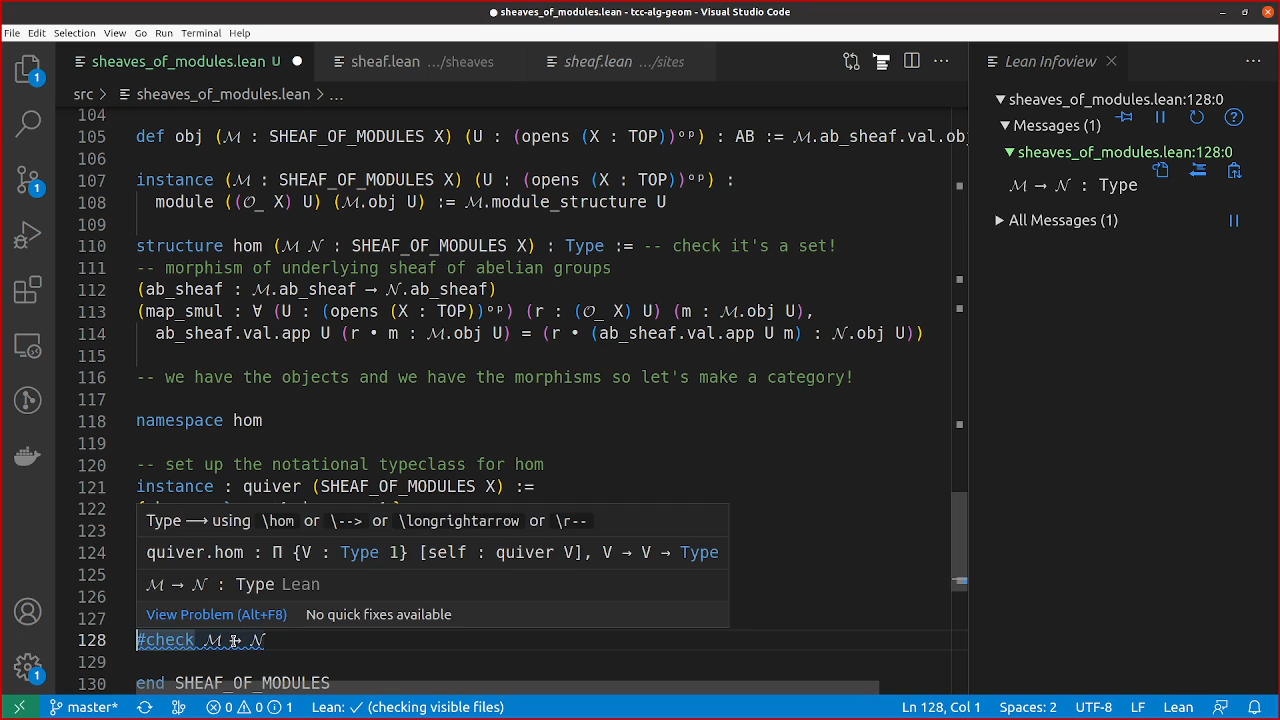 ● sheaves_of_modules.lean - tcc-alg-geom - Visual Studio Code
File Edit Selection View Go Run Terminal Help
sheaves_of_modules.lean U ● sheaf.lean .../sheaves sheaf.lean .../sites Lean Infoview
src > sheaves_of_modules.lean > ...
104
105 def obj (ℳ : SHEAF_OF_MODULES X) (U : (opens (X : TOP))ᵒᵖ) : AB := ℳ.ab_sheaf.val.obj
106
107 instance (ℳ : SHEAF_OF_MODULES X) (U : (opens (X : TOP))ᵒᵖ) :
108 module ((𝒪_ X) U) (ℳ.obj U) := ℳ.module_structure U
109
110 structure hom (ℳ 𝒩 : SHEAF_OF_MODULES X) : Type := -- check it's a set!
111 -- morphism of underlying sheaf of abelian groups
112 (ab_sheaf : ℳ.ab_sheaf ⟶ 𝒩.ab_sheaf)
113 (map_smul : ∀ (U : (opens (X : TOP))ᵒᵖ) (r : (𝒪_ X) U) (m : ℳ.obj U),
114 ab_sheaf.val.app U (r • m : ℳ.obj U) = (r • (ab_sheaf.val.app U m) : 𝒩.obj U))
115
116 -- we have the objects and we have the morphisms so let's make a category!
117
118 namespace hom
119
120 -- set up the notational typeclass for hom
121 instance : quiver (SHEAF_OF_MODULES X) :=
122
123
124
125
126
127
128 #check ℳ ⟶ 𝒩
129
130 end SHEAF_OF_MODULES
Type ⟶ using \hom or \--> or \longrightarrow or \r--
quiver.hom : Π {V : Type 1} [self : quiver V], V → V → Type
ℳ ⟶ 𝒩 : Type Lean
View Problem (Alt+F8) No quick fixes available
sheaves_of_modules.lean:128:0
Messages (1)
sheaves_of_modules.lean:128:0
ℳ ⟶ 𝒩 : Type
All Messages (1)
1
1
1
master* 0 0 1 Lean: ✓ (checking visible files) Ln 128, Col 1 Spaces: 2 UTF-8 LF Lean